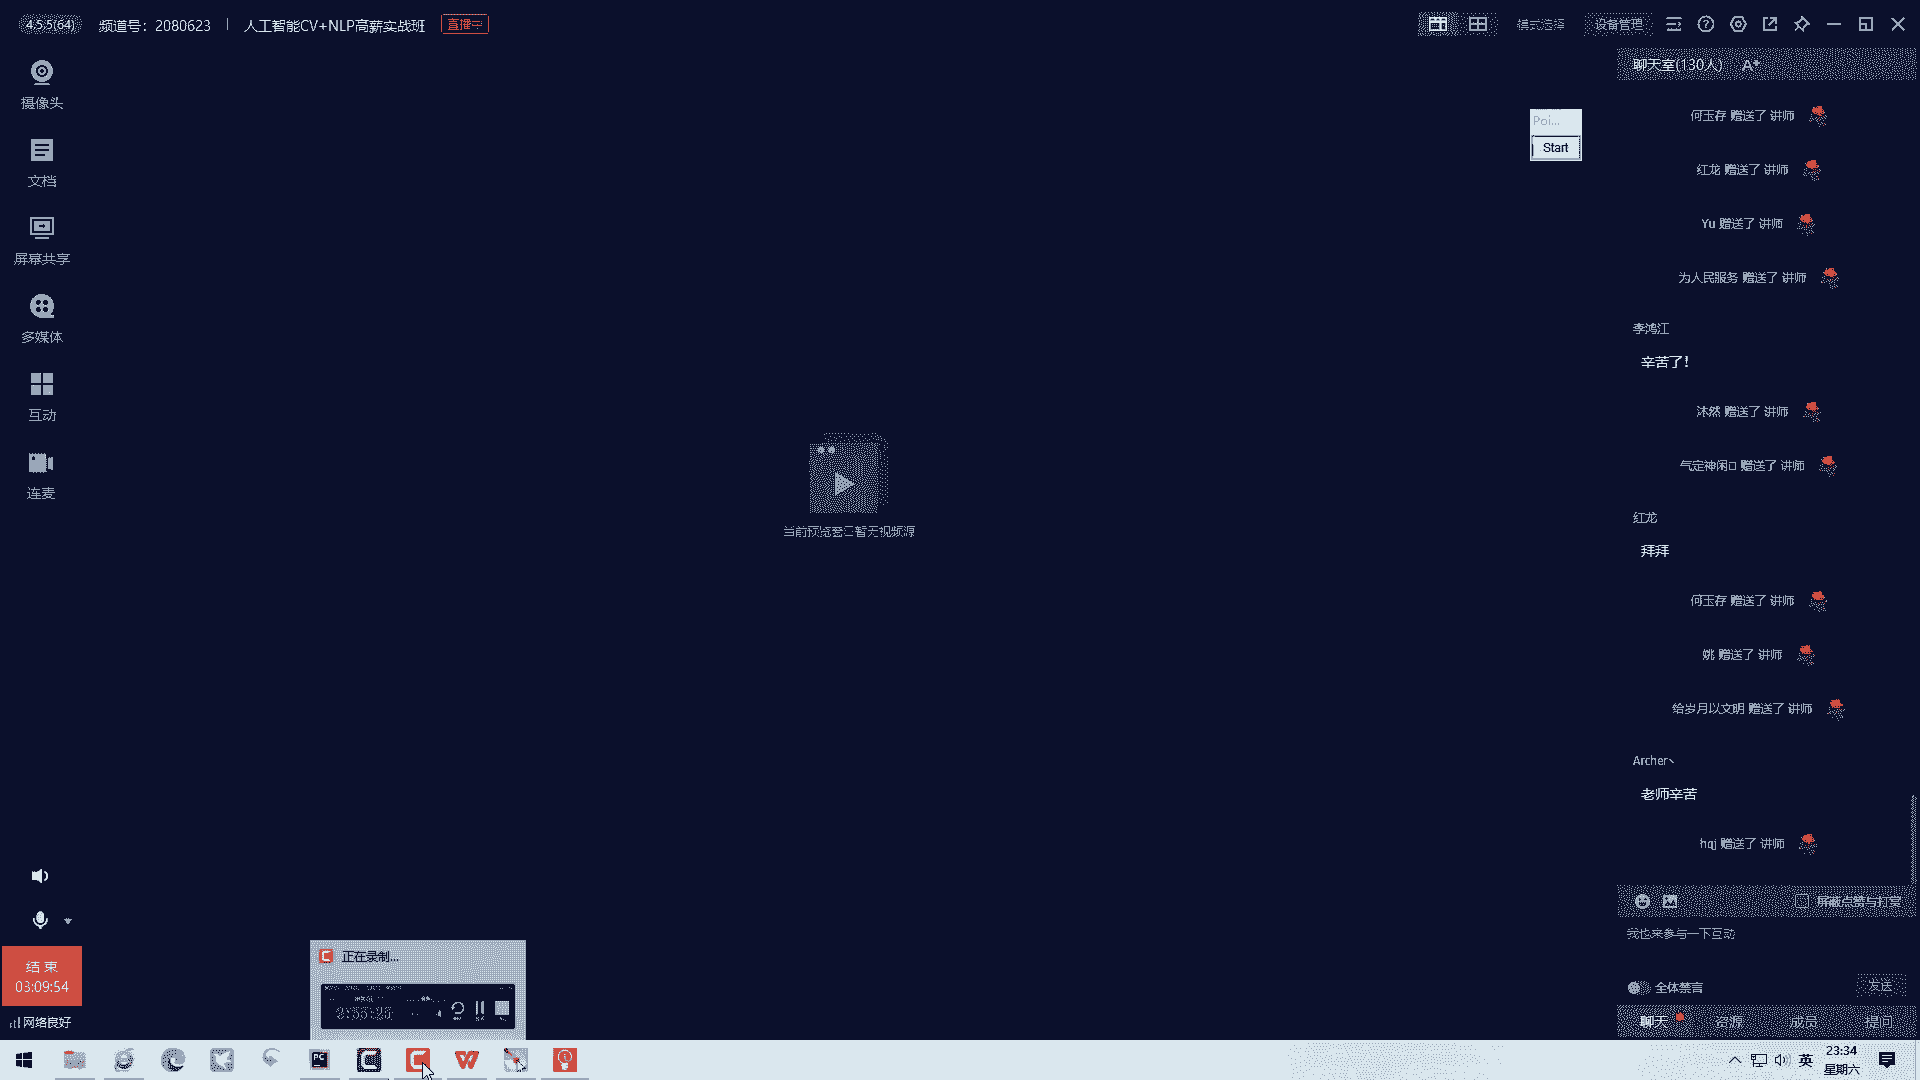 4.5.5(64)
频道号：2080623
人工智能CV+NLP高薪实战班
直播中
模式选择
设备管理
摄像头
文档
屏幕共享
多媒体
互动
连麦
Poi...
Start
当前预览窗口暂无视频源
聊天室(130人)
A+
何玉存 赠送了 讲师
红龙 赠送了 讲师
Yu 赠送了 讲师
为人民服务 赠送了 讲师
李鸿江
辛苦了!
沐然 赠送了 讲师
气定神闲 赠送了 讲师
红龙
拜拜
何玉存 赠送了 讲师
姚 赠送了 讲师
给岁月以文明 赠送了 讲师
Archer丶
老师辛苦
hqj 赠送了 讲师
屏蔽点赞与打赏
我也来参与一下互动
全体禁言
发送
聊天
资源
成员
提问
结束
03:09:54
网络良好
正在录制...
PC
英
23:34
星期六